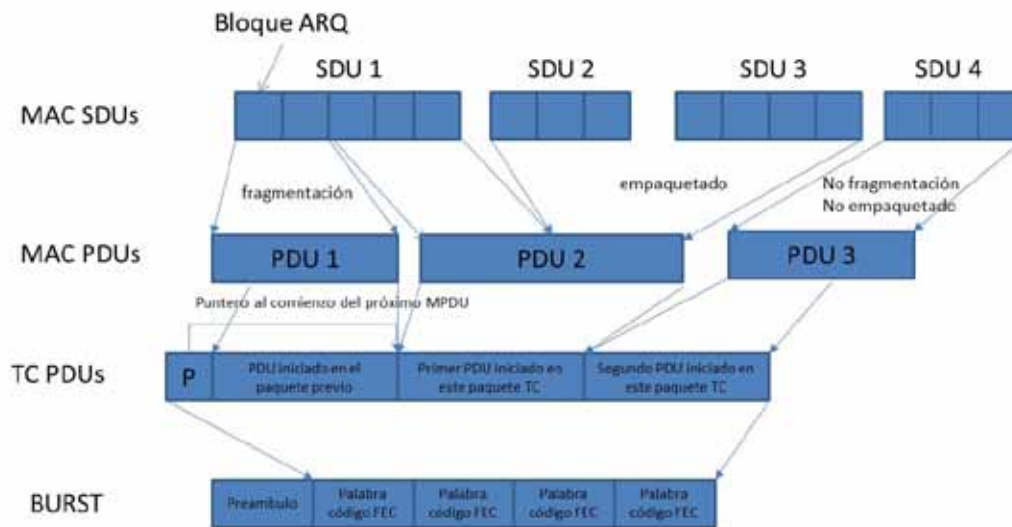 Bloque ARQ
SDU 1
SDU 2
SDU 3
SDU 4
MAC SDUs
fragmentación
empaquetado
No fragmentación
No empaquetado
MAC PDUs
PDU 1
PDU 2
PDU 3
Puntero al comienzo del próximo MPDU
TC PDUs
P
PDU iniciado en el
paquete previo
Primer PDU iniciado en
este paquete TC
Segundo PDU iniciado en
este paquete TC
BURST
Preámbulo
Palabra
código FEC
Palabra
código FEC
Palabra
código FEC
Palabra
código FEC